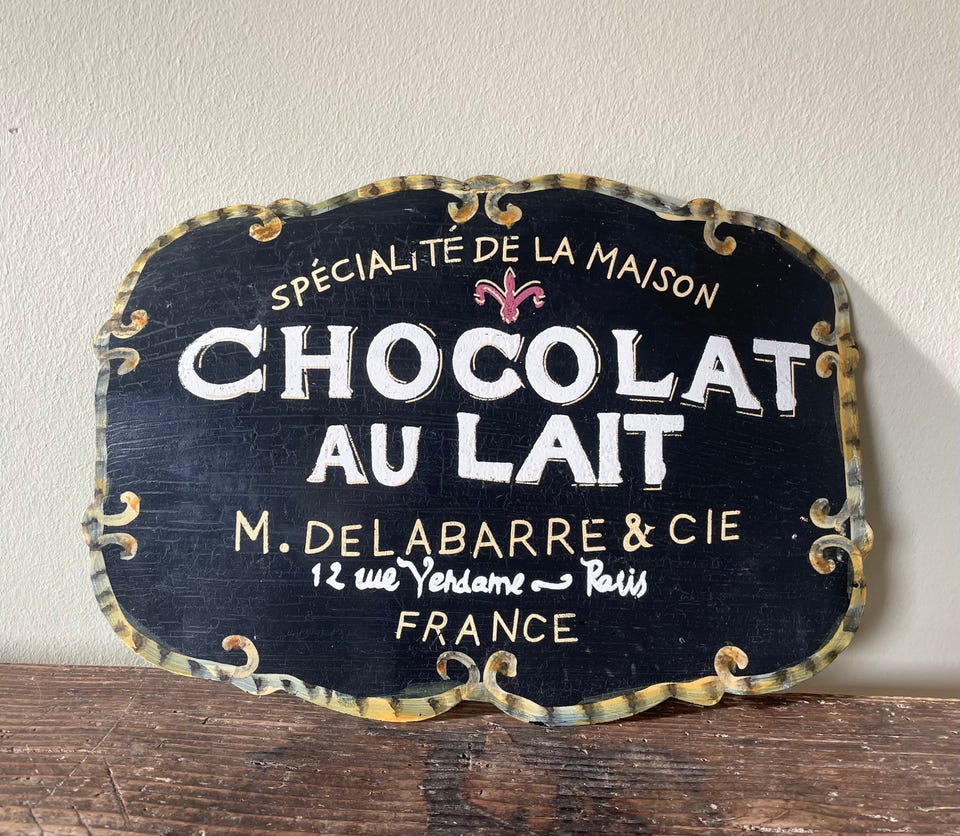 SPÉCIALITÉ DE LA MAISON
CHOCOLAT
AU LAIT
M. DELABARRE & CIE
12 rue Vendame ~ Paris
FRANCE